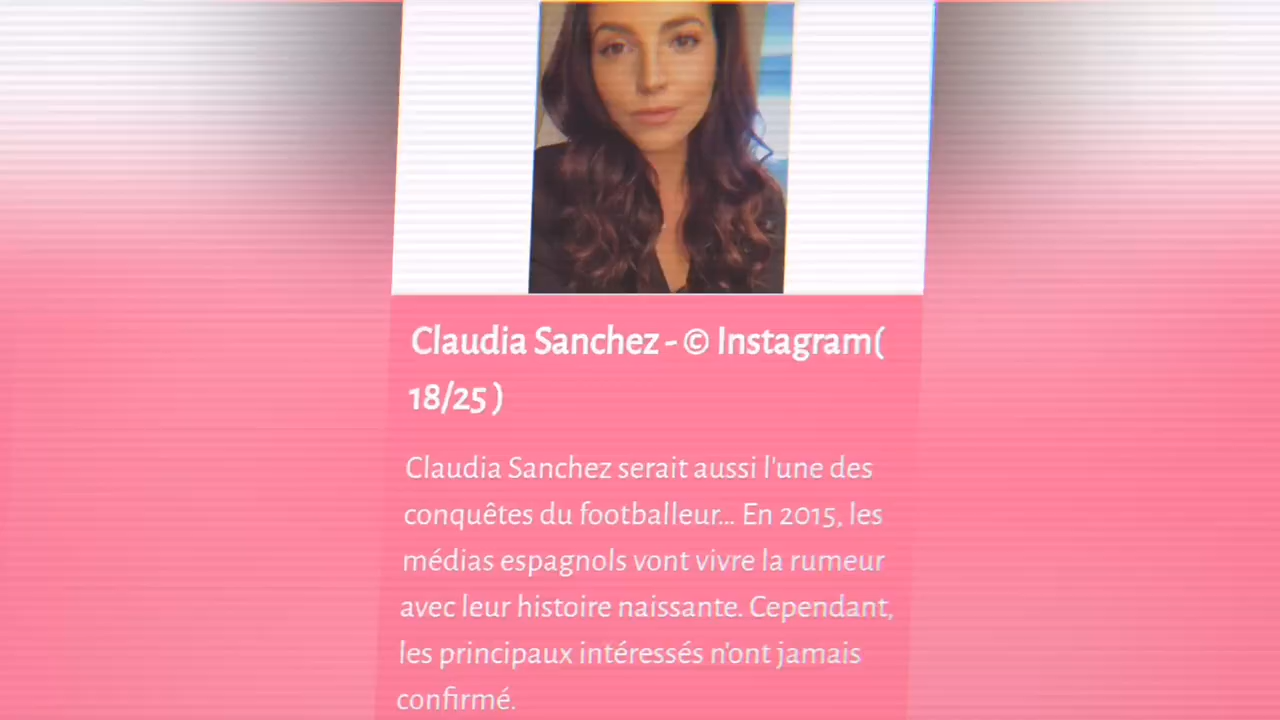 Claudia Sanchez - © Instagram(
18/25 )
Claudia Sanchez serait aussi l'une des
conquêtes du footballeur... En 2015, les
médias espagnols vont vivre la rumeur
avec leur histoire naissante. Cependant,
les principaux intéressés n'ont jamais
confirmé.